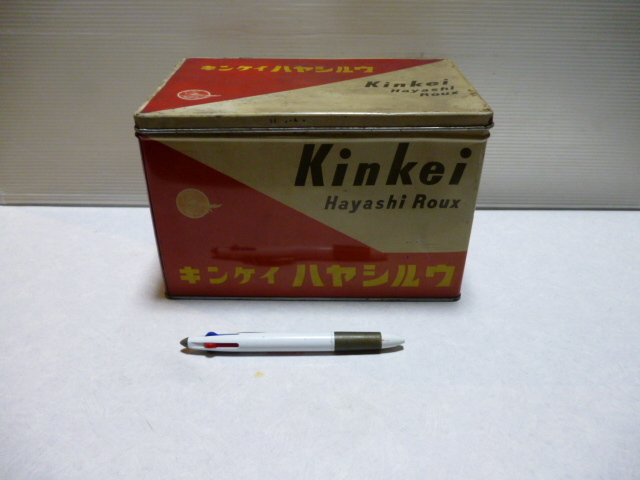 キンケイ ハヤシルウ
Kinkei
Hayashi
Roux
Kinkei
Hayashi Roux
キンケイ ハヤシルウ